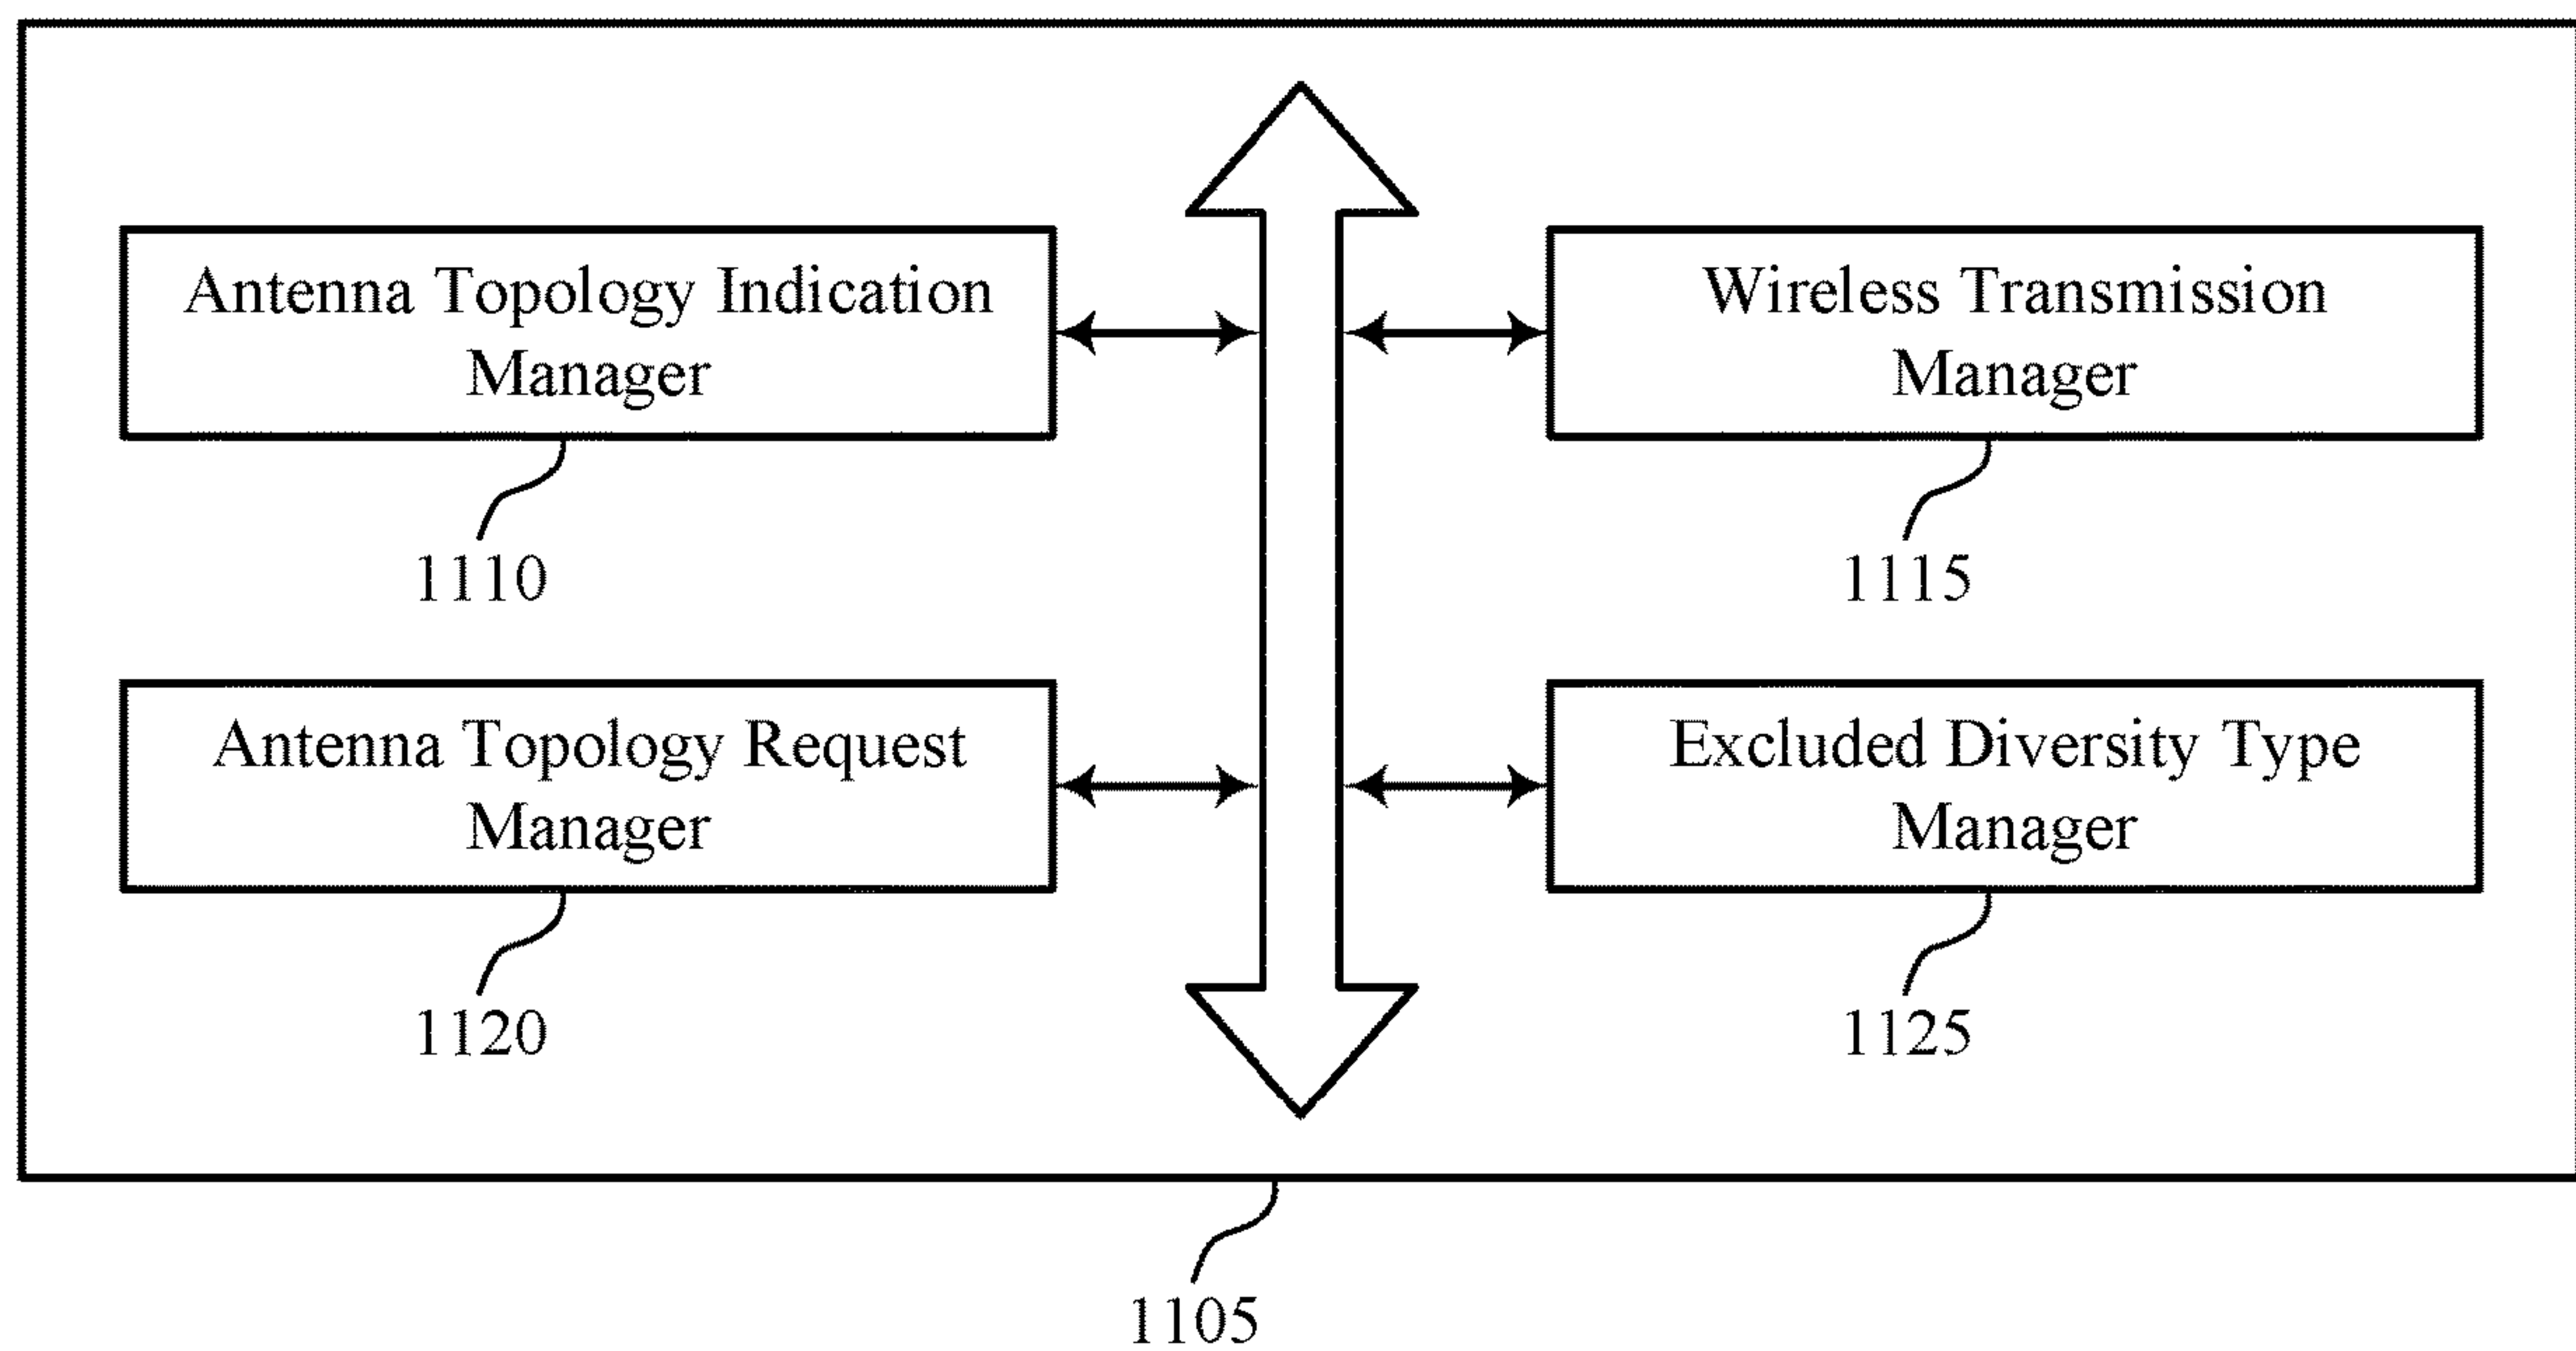 Antenna Topology Indication
Manager
1110
Wireless Transmission
Manager
1115
Antenna Topology Request
Manager
1120
Excluded Diversity Type
Manager
1125
1105